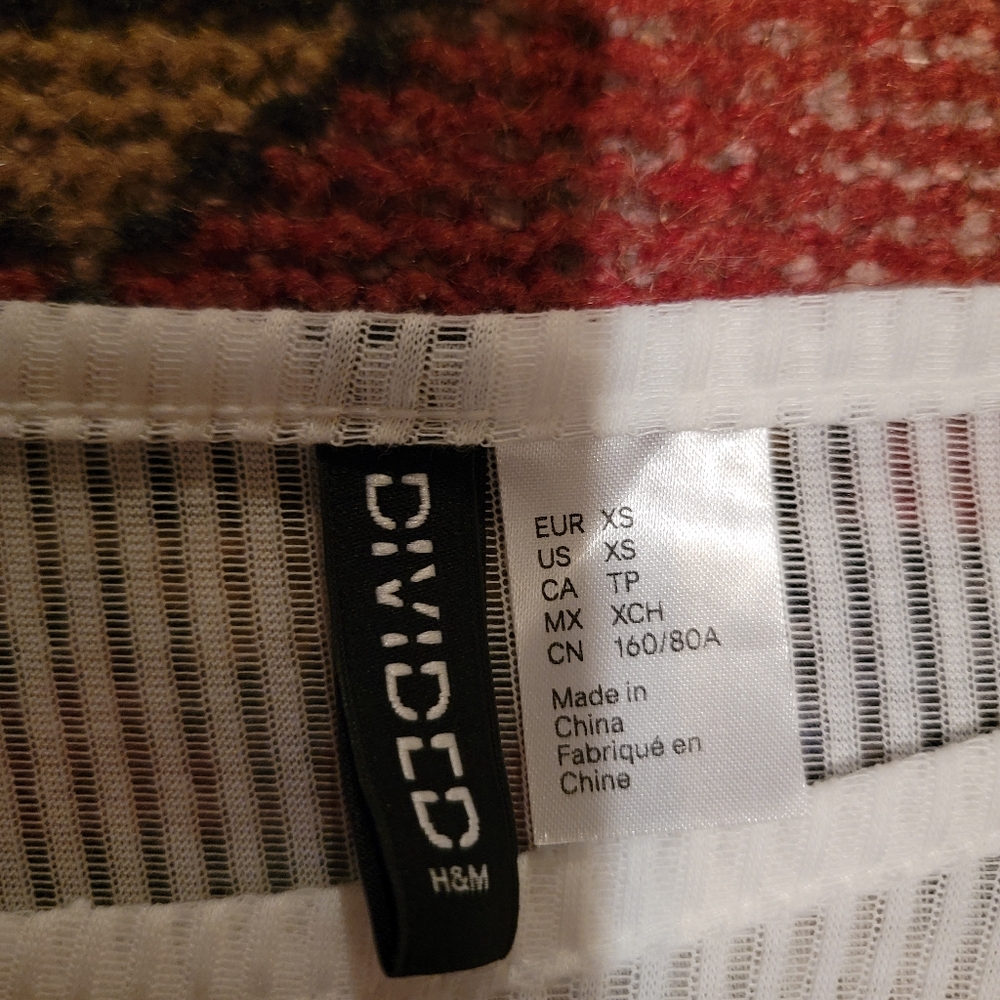 DIVIDED
H&M
EUR XS
US XS
CA TP
MX XCH
CN 160/80A
Made in
China
Fabriqué en
Chine